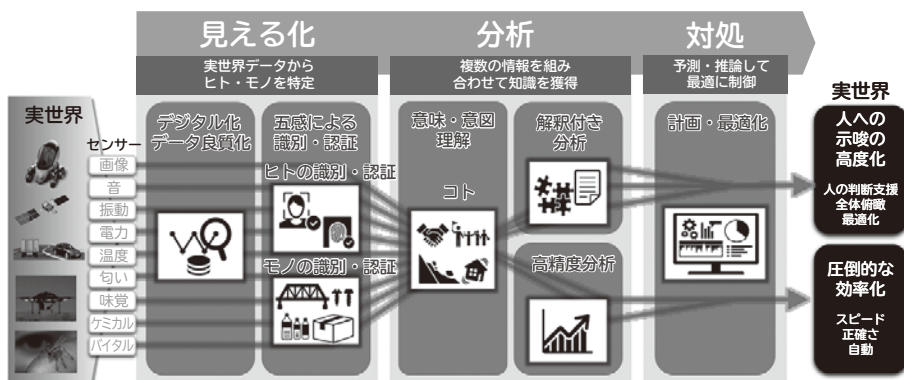 見える化
実世界データから
ヒト・モノを特定
分析
複数の情報を組み
合わせて知識を獲得
対処
予測・推論して
最適に制御
実世界
センサー
画像
音
振動
電力
温度
匂い
味覚
ケミカル
バイタル
デジタル化
データ良質化
五感による
識別・認証
ヒトの識別・認証
モノの識別・認証
意味・意図
理解
コト
解釈付き
分析
高精度分析
計画・最適化
実世界
人への
示唆の
高度化
人の判断支援
全体俯瞰
最適化
圧倒的な
効率化
スピード
正確さ
自動